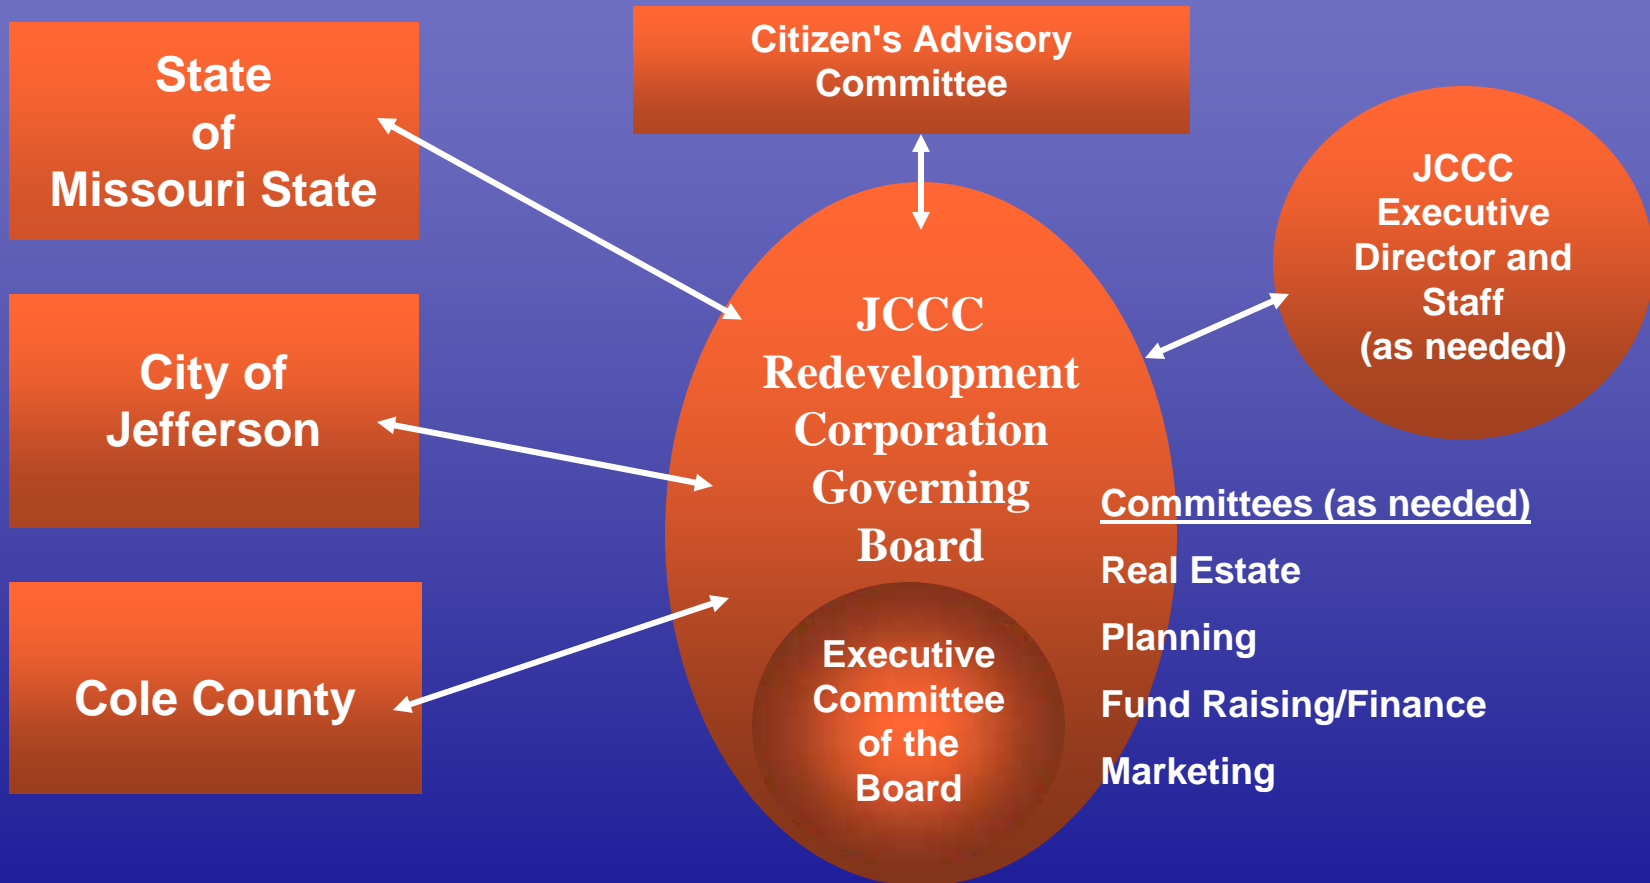 State
of
Missouri State
Citizen's Advisory
Committee
JCCC
Executive
Director and
Staff
(as needed)
City of
Jefferson
JCCC
Redevelopment
Corporation
Governing
Board
Cole County
Executive
Committee
of the
Board
Committees (as needed)
Real Estate
Planning
Fund Raising/Finance
Marketing